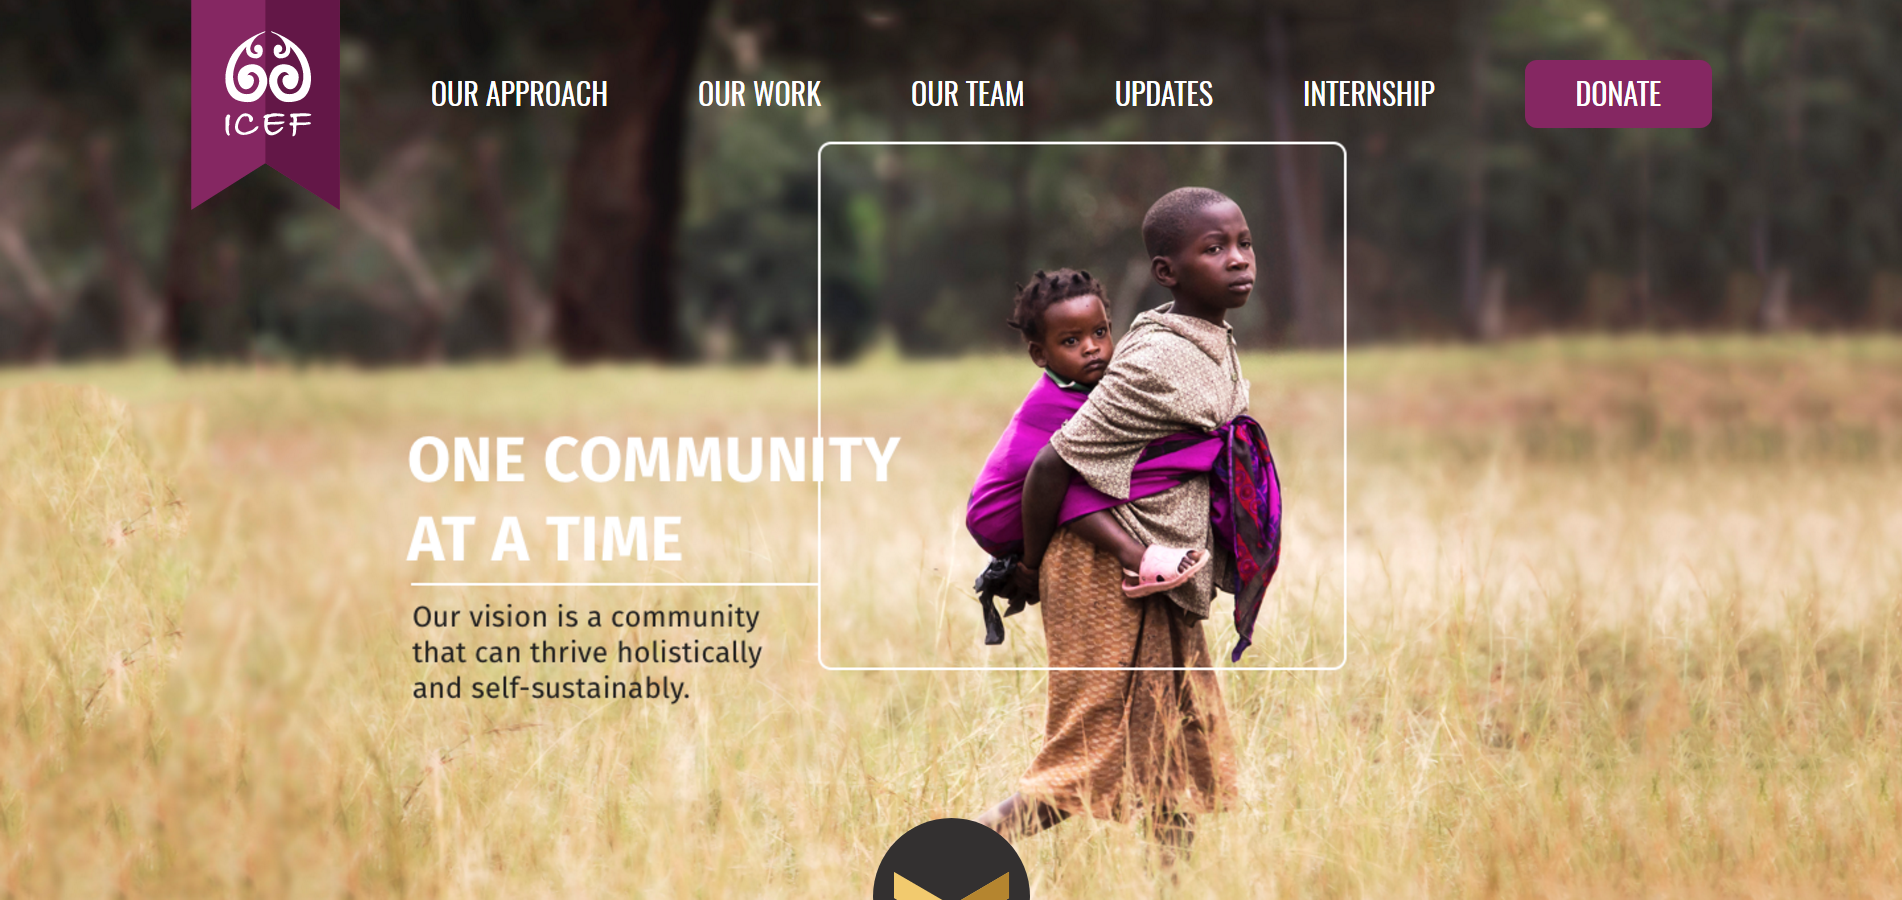 ICEF
OUR APPROACH
OUR WORK
OUR TEAM
UPDATES
INTERNSHIP
DONATE
ONE COMMUNITY
AT A TIME
Our vision is a community
that can thrive holistically
and self-sustainably.